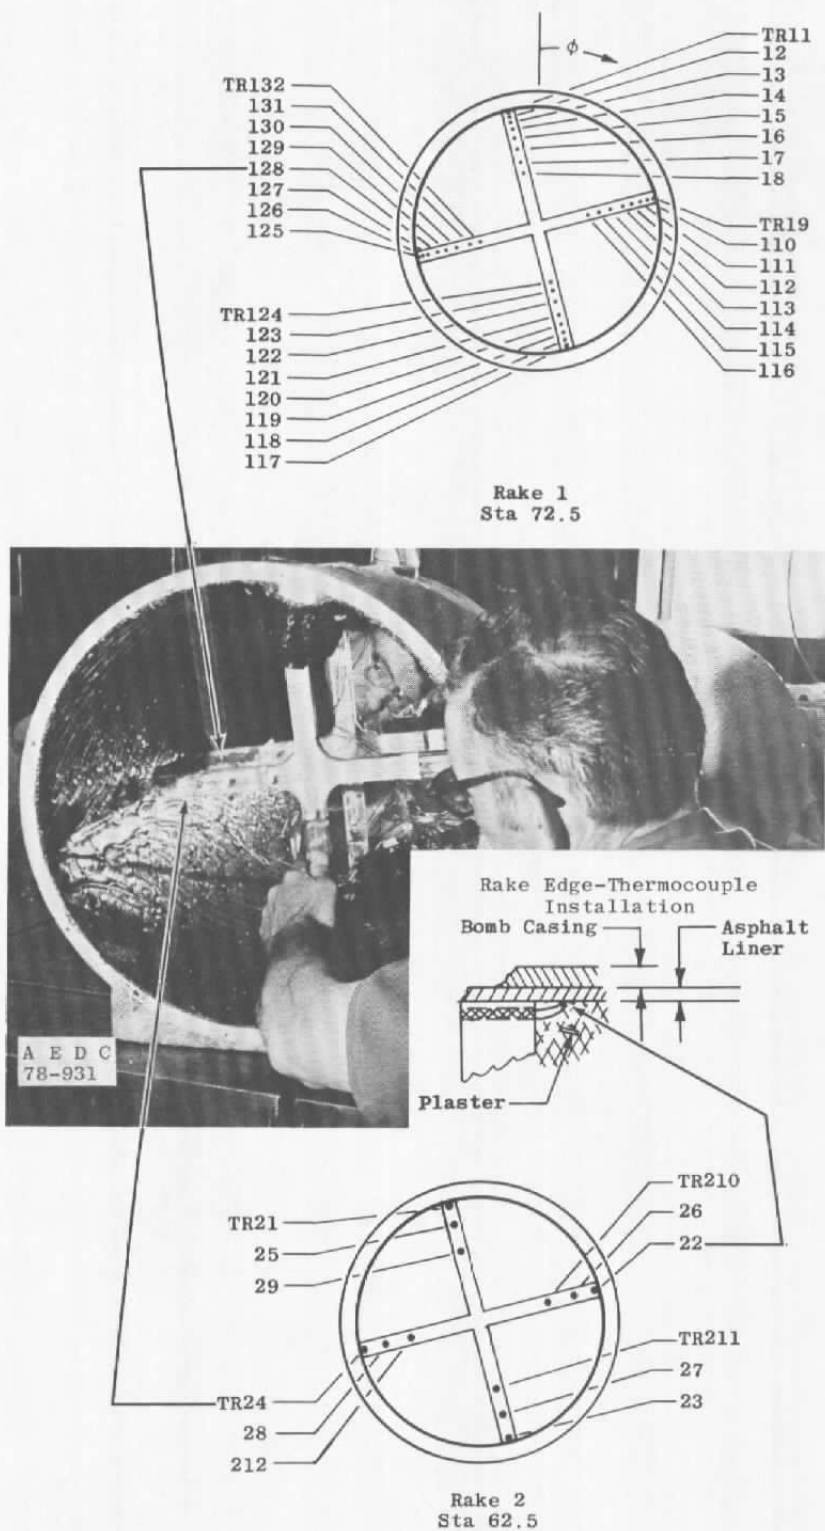 φ
TR11
12
13
14
15
16
17
18
TR132
131
130
129
128
127
126
125
TR19
110
111
112
113
114
115
116
TR124
123
122
121
120
119
118
117
Rake 1
Sta 72.5
Rake Edge-Thermocouple
Installation
Bomb Casing
Asphalt
Liner
Plaster
A E D C
78-931
TR21
25
29
TR210
26
22
TR211
27
23
TR24
28
212
Rake 2
Sta 62.5